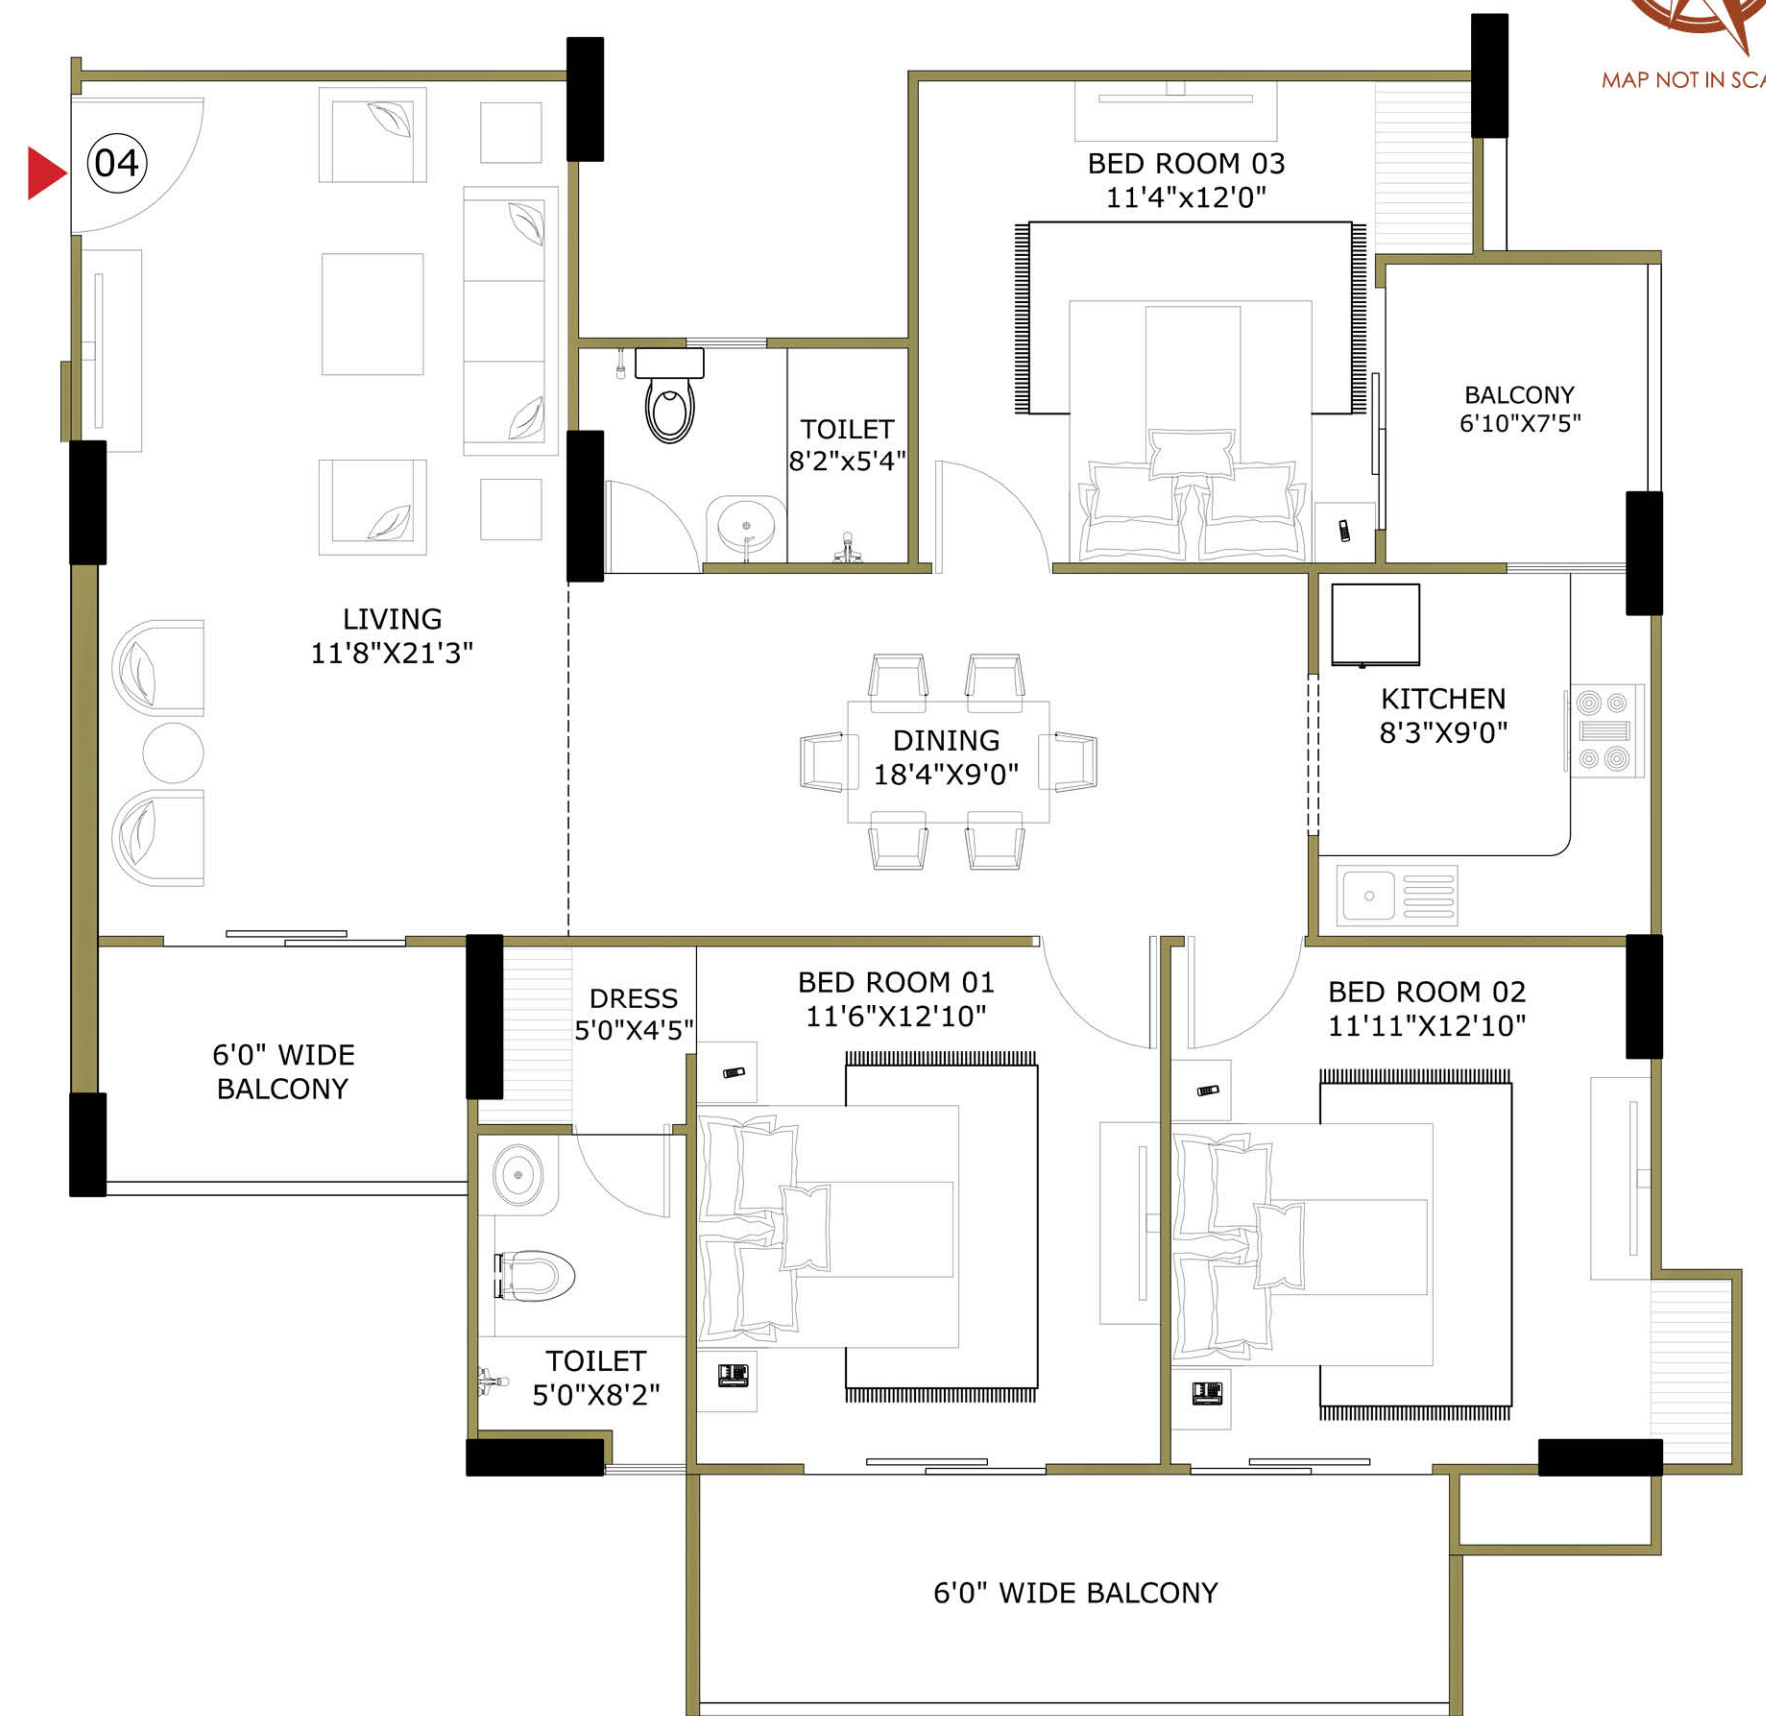 MAP NOT IN SCA
04
BED ROOM 03
11'4"x12'0"
BALCONY
6'10"X7'5"
TOILET
8'2"x5'4"
LIVING
11'8"X21'3"
KITCHEN
8'3"X9'0"
DINING
18'4"X9'0"
BED ROOM 01
11'6"X12'10"
DRESS
5'0"X4'5"
BED ROOM 02
11'11"X12'10"
6'0" WIDE
BALCONY
TOILET
5'0"X8'2"
6'0" WIDE BALCONY